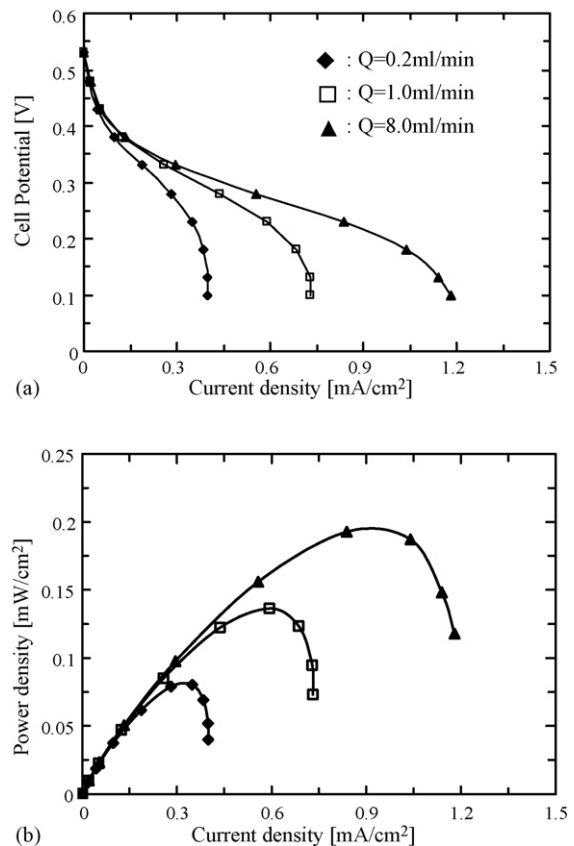 0.6
0.5
0.4
0.3
0.2
0.1
0
Cell Potential [V]
: Q=0.2ml/min
: Q=1.0ml/min
: Q=8.0ml/min
0 0.3 0.6 0.9 1.2 1.5
(a)
Current density [mA/cm²]
0.25
0.2
0.15
0.1
0.05
0
Power density [mW/cm²]
0 0.3 0.6 0.9 1.2 1.5
(b)
Current density [mA/cm²]